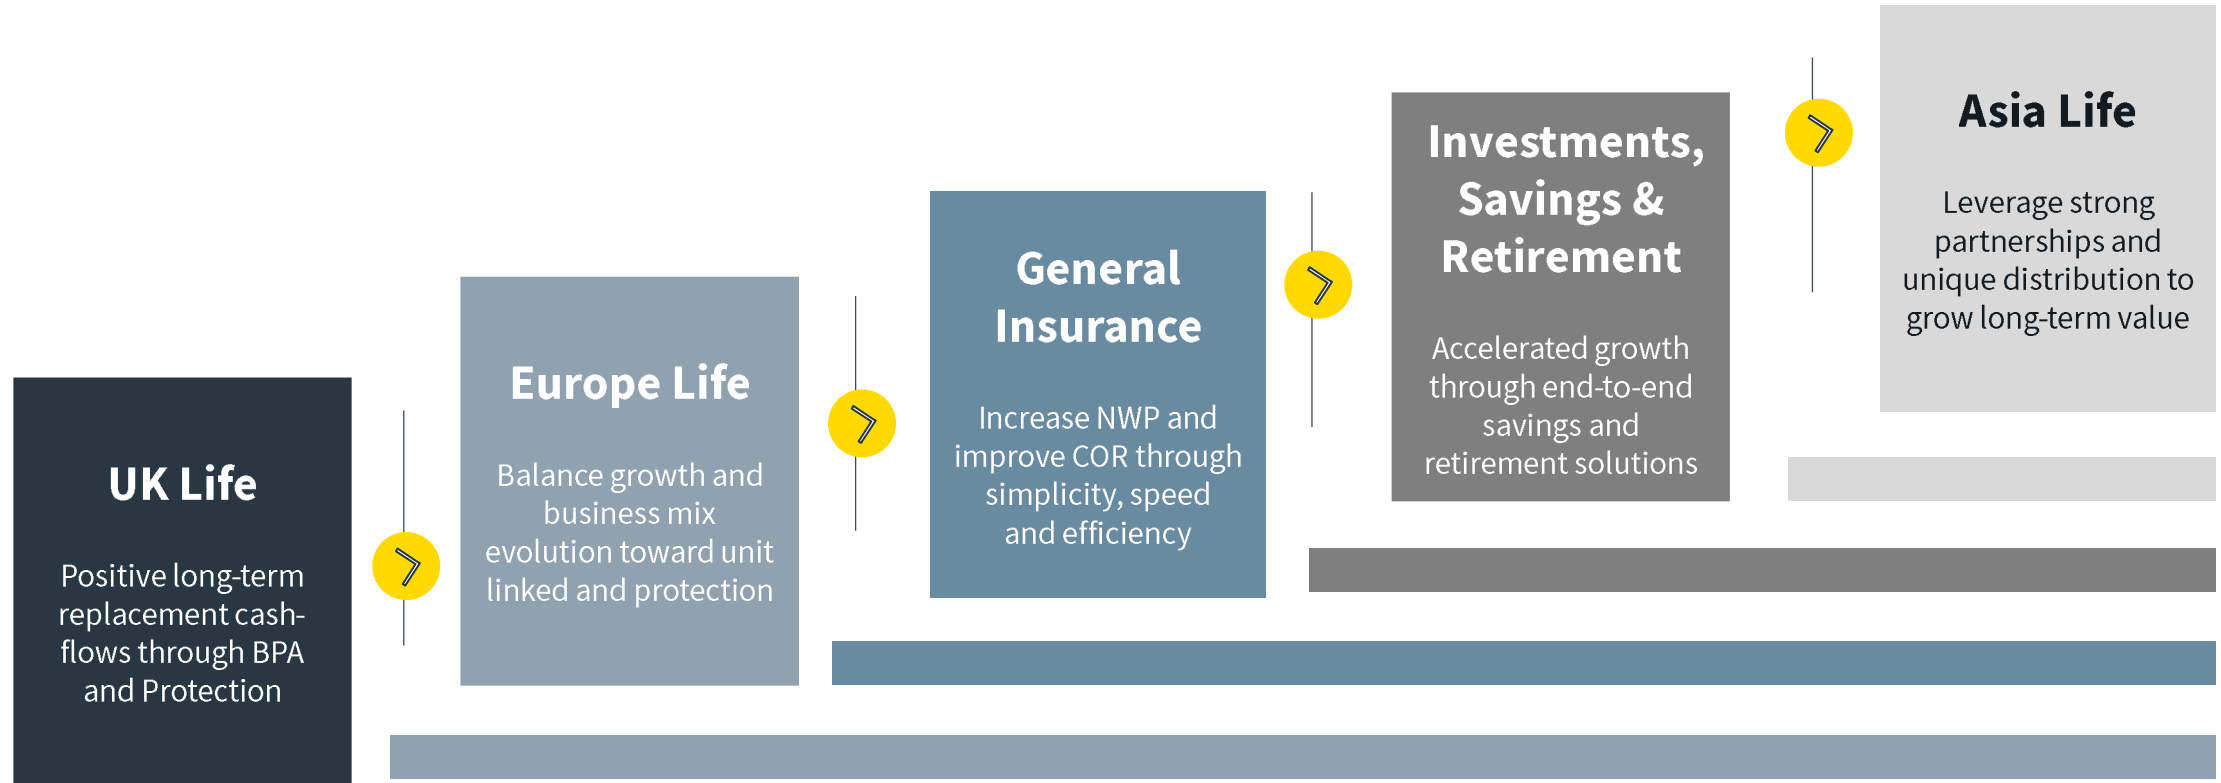 UK Life
Positive long-term
replacement cash-
flows through BPA
and Protection
Europe Life
Balance growth and
business mix
evolution toward unit
linked and protection
General
Insurance
Increase NWP and
improve COR through
simplicity, speed
and efficiency
Investments,
Savings &
Retirement
Accelerated growth
through end-to-end
savings and
retirement solutions
Asia Life
Leverage strong
partnerships and
unique distribution to
grow long-term value